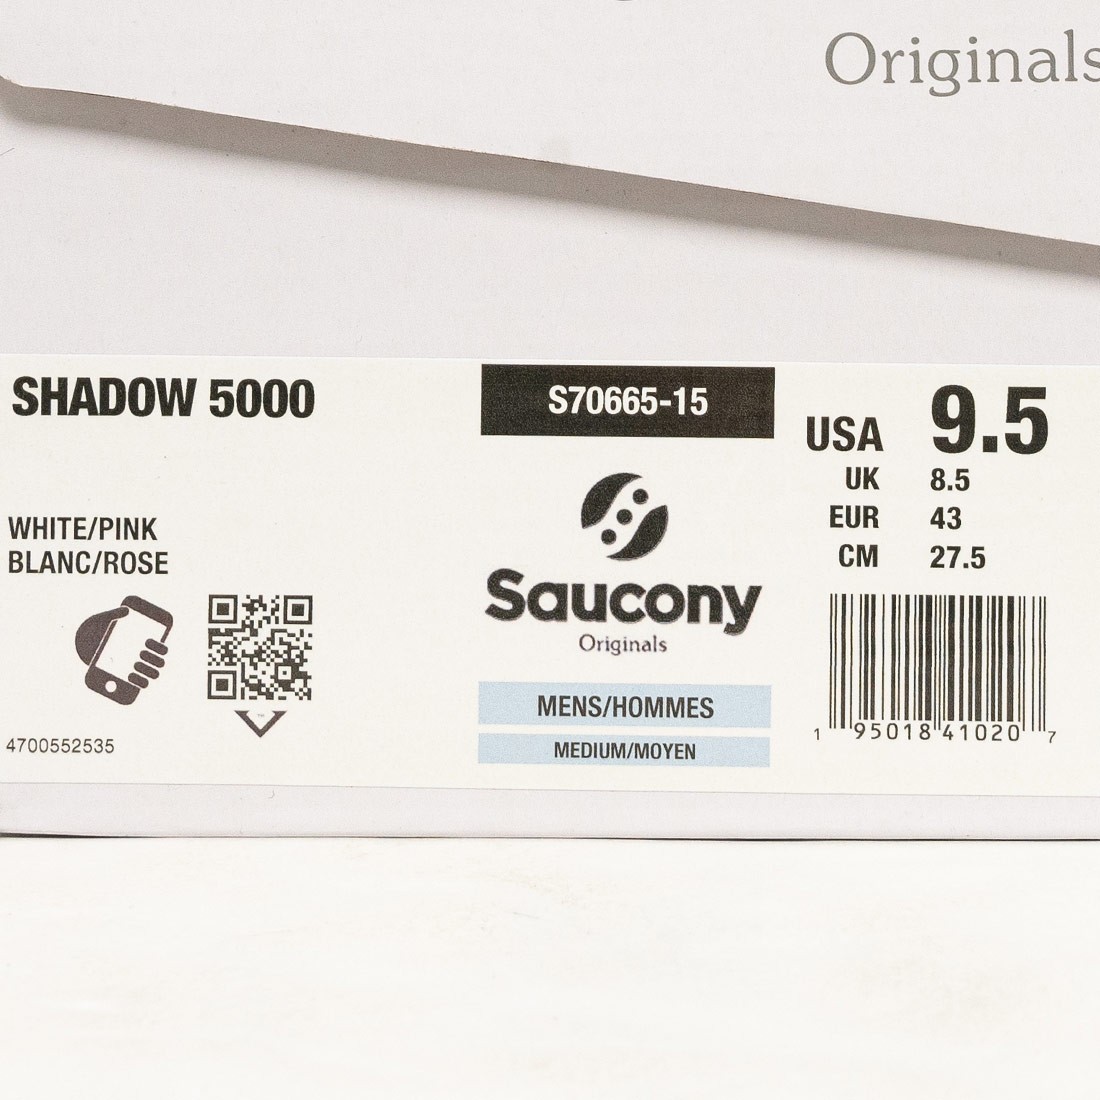 Originals
SHADOW 5000
WHITE/PINK
BLANC/ROSE
4700552535
S70665-15
Saucony
Originals
MENS/HOMMES
MEDIUM/MOYEN
USA 9.5
UK 8.5
EUR 43
CM 27.5
1 95018 41020 7